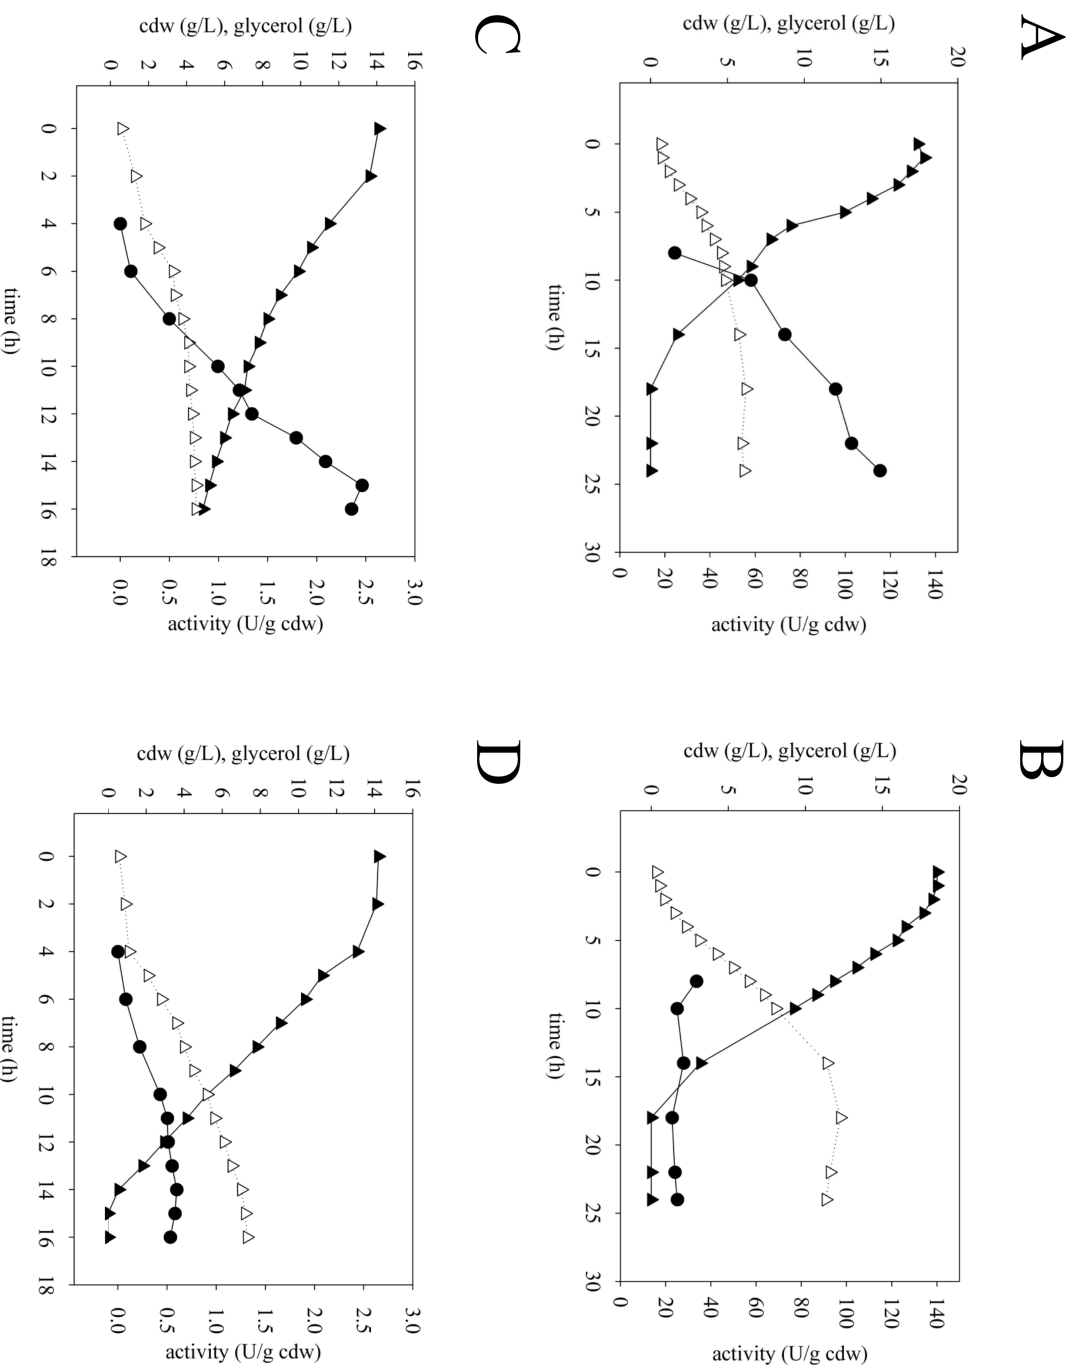 A
cdw (g/L), glycerol (g/L)
0 5 10 15 20
0 5 10 15 20 25 30
time (h)
0 20 40 60 80 100 120 140
activity (U/g cdw)
B
cdw (g/L), glycerol (g/L)
0 5 10 15 20
0 5 10 15 20 25 30
time (h)
0 20 40 60 80 100 120 140
activity (U/g cdw)
C
cdw (g/L), glycerol (g/L)
0 2 4 6 8 10 12 14 16
0 2 4 6 8 10 12 14 16 18
time (h)
0.0 0.5 1.0 1.5 2.0 2.5 3.0
activity (U/g cdw)
D
cdw (g/L), glycerol (g/L)
0 2 4 6 8 10 12 14 16
0 2 4 6 8 10 12 14 16 18
time (h)
0.0 0.5 1.0 1.5 2.0 2.5 3.0
activity (U/g cdw)